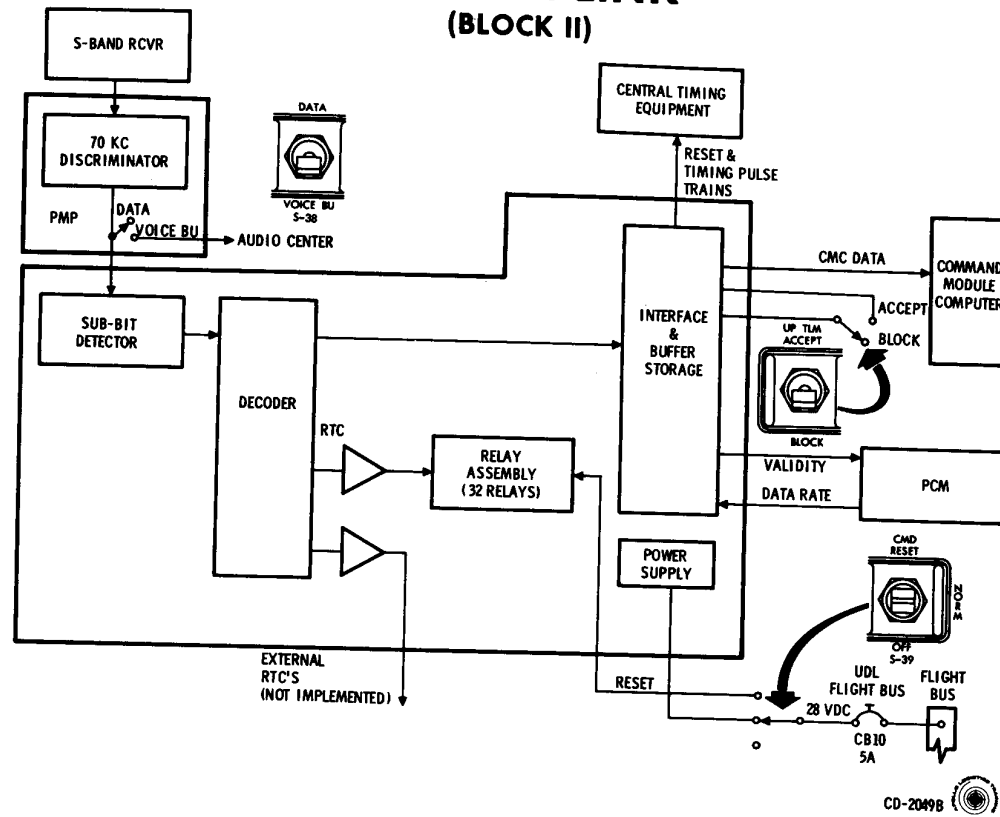 (BLOCK II)
S-BAND RCVR
70 KC
DISCRIMINATOR
PMP
DATA
VOICE BU
AUDIO CENTER
DATA
VOICE BU
S-38
CENTRAL TIMING
EQUIPMENT
RESET &
TIMING PULSE
TRAINS
SUB-BIT
DETECTOR
DECODER
RTC
RELAY
ASSEMBLY
(32 RELAYS)
INTERFACE
&
BUFFER
STORAGE
POWER
SUPPLY
CMC DATA
COMMAND
MODULE
COMPUTER
ACCEPT
BLOCK
UP TLM
ACCEPT
BLOCK
VALIDITY
DATA RATE
PCM
CMD
RESET
NORM
OFF
S-39
EXTERNAL
RTC'S
(NOT IMPLEMENTED)
RESET
28 VDC
UDL
FLIGHT BUS
CB10
5A
FLIGHT
BUS
CD-2049B